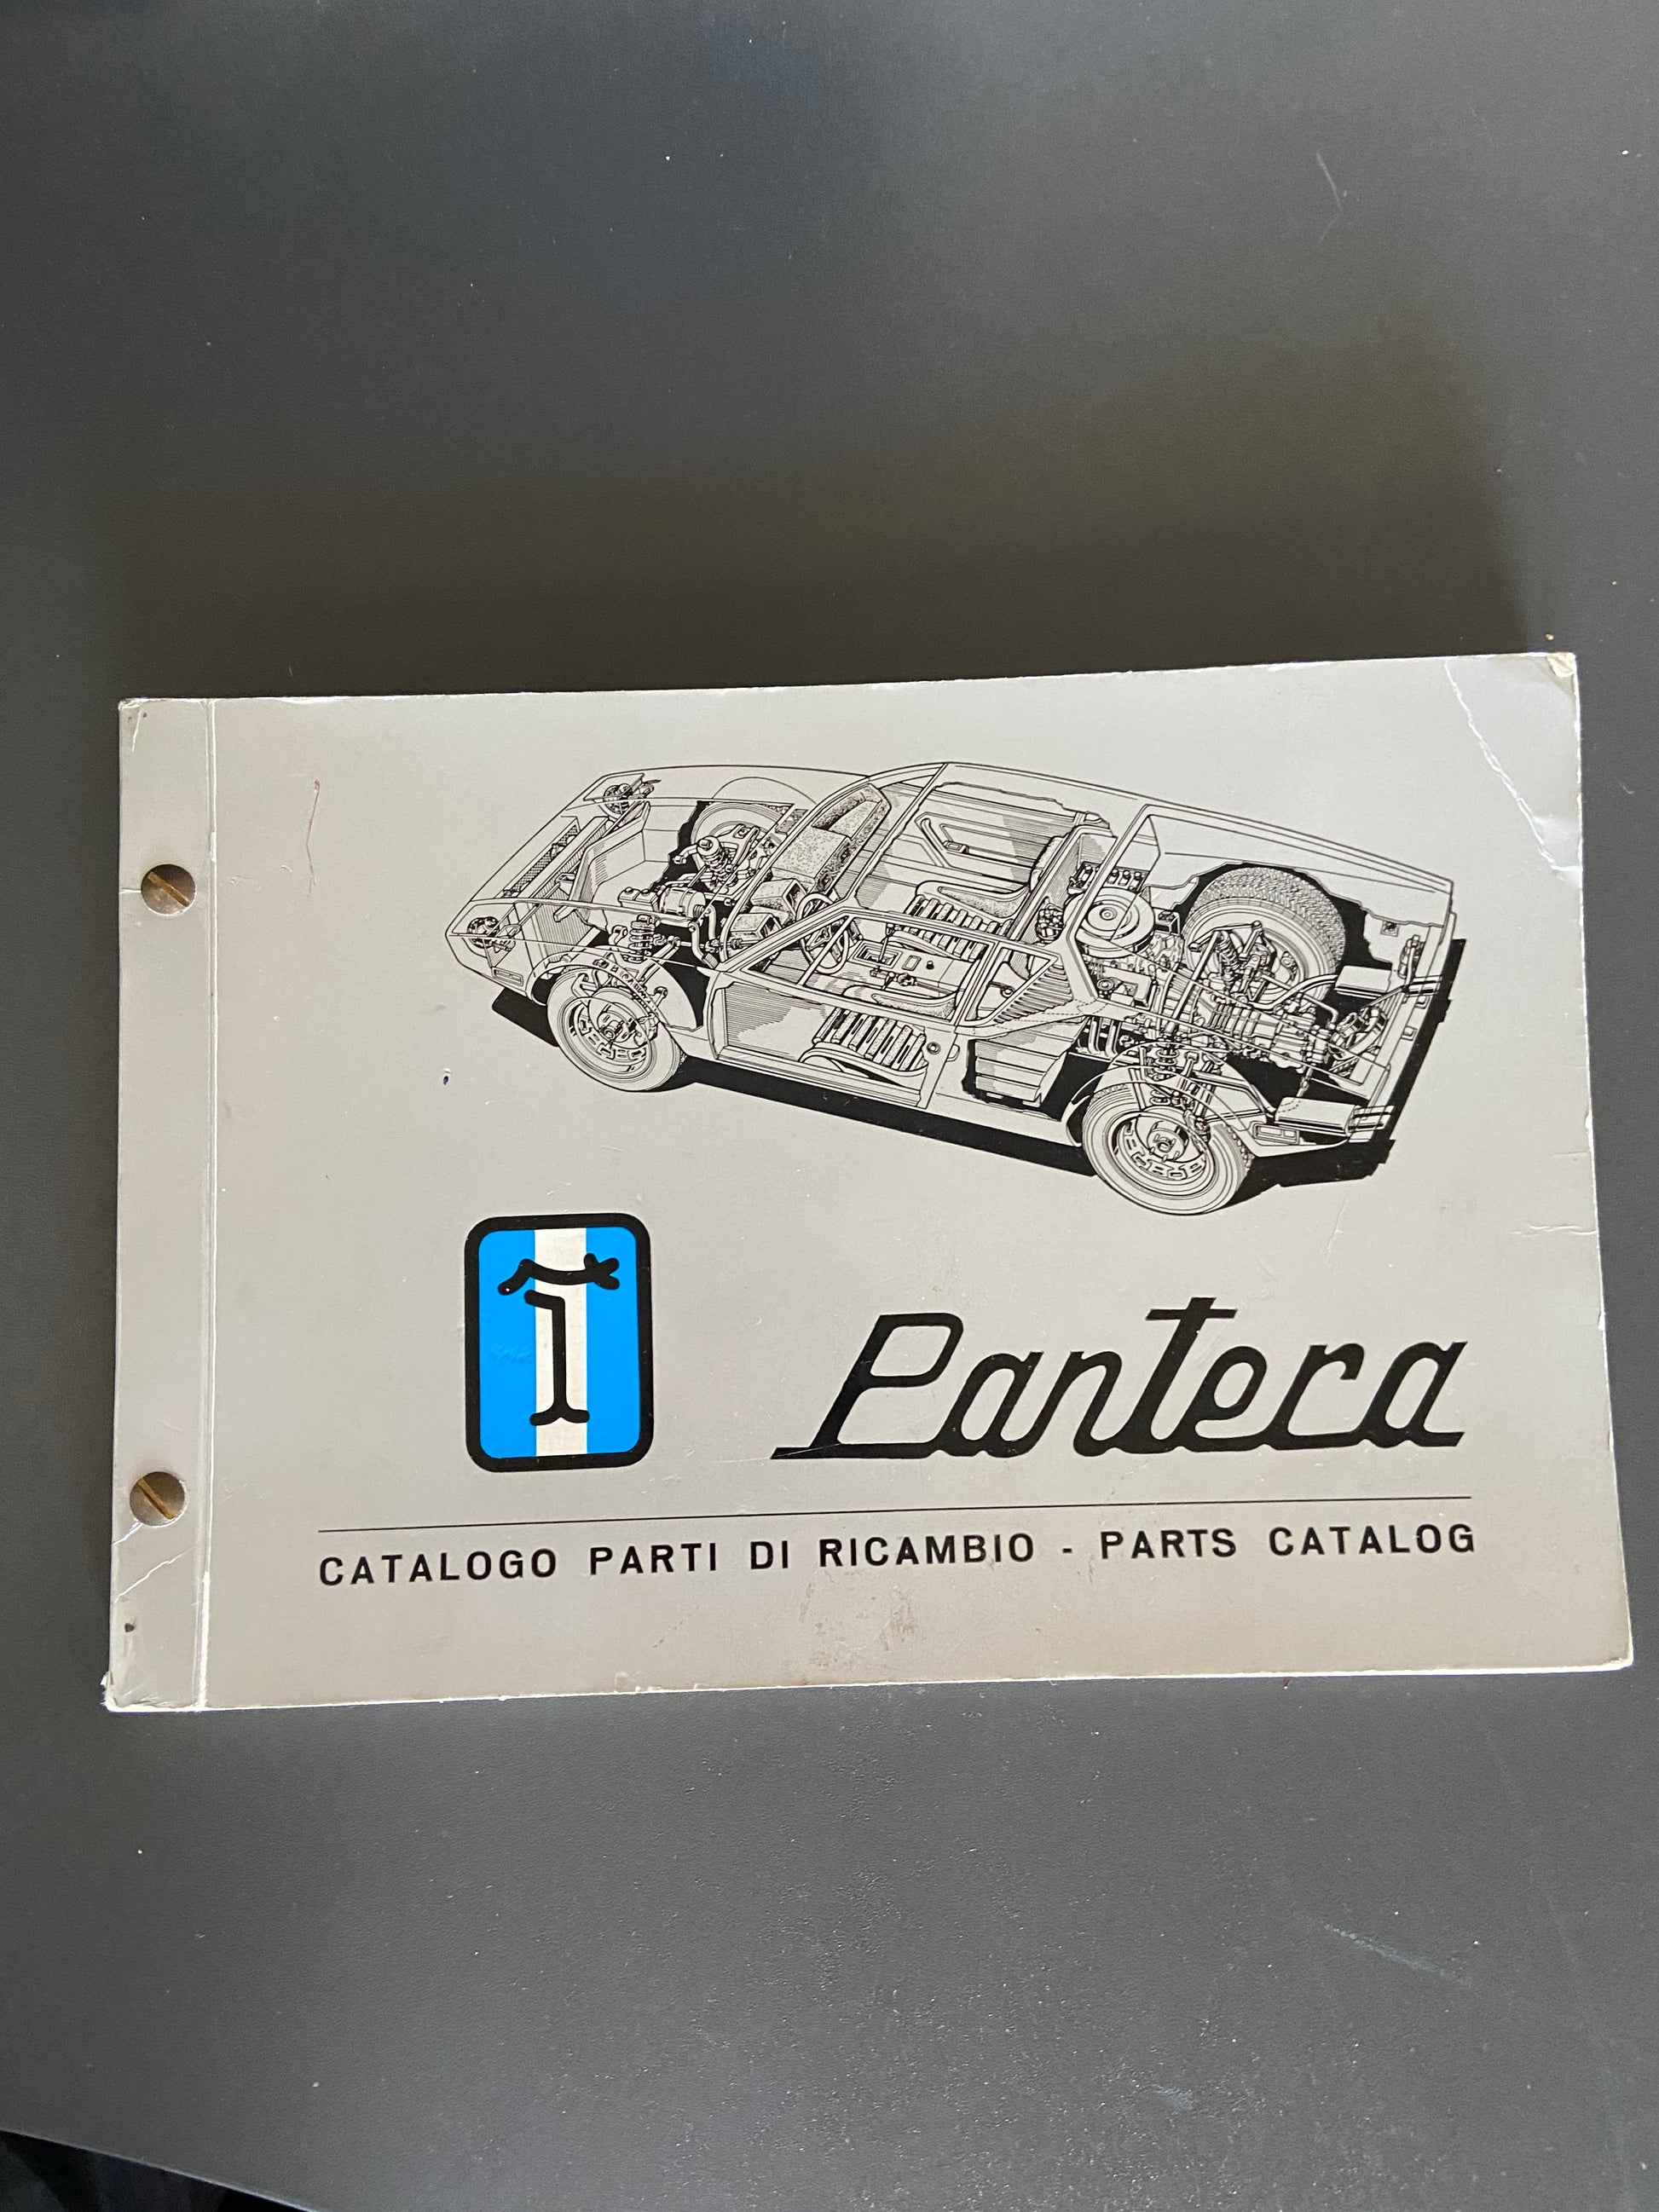 Pantera
CATALOGO PARTI DI RICAMBIO - PARTS CATALOG